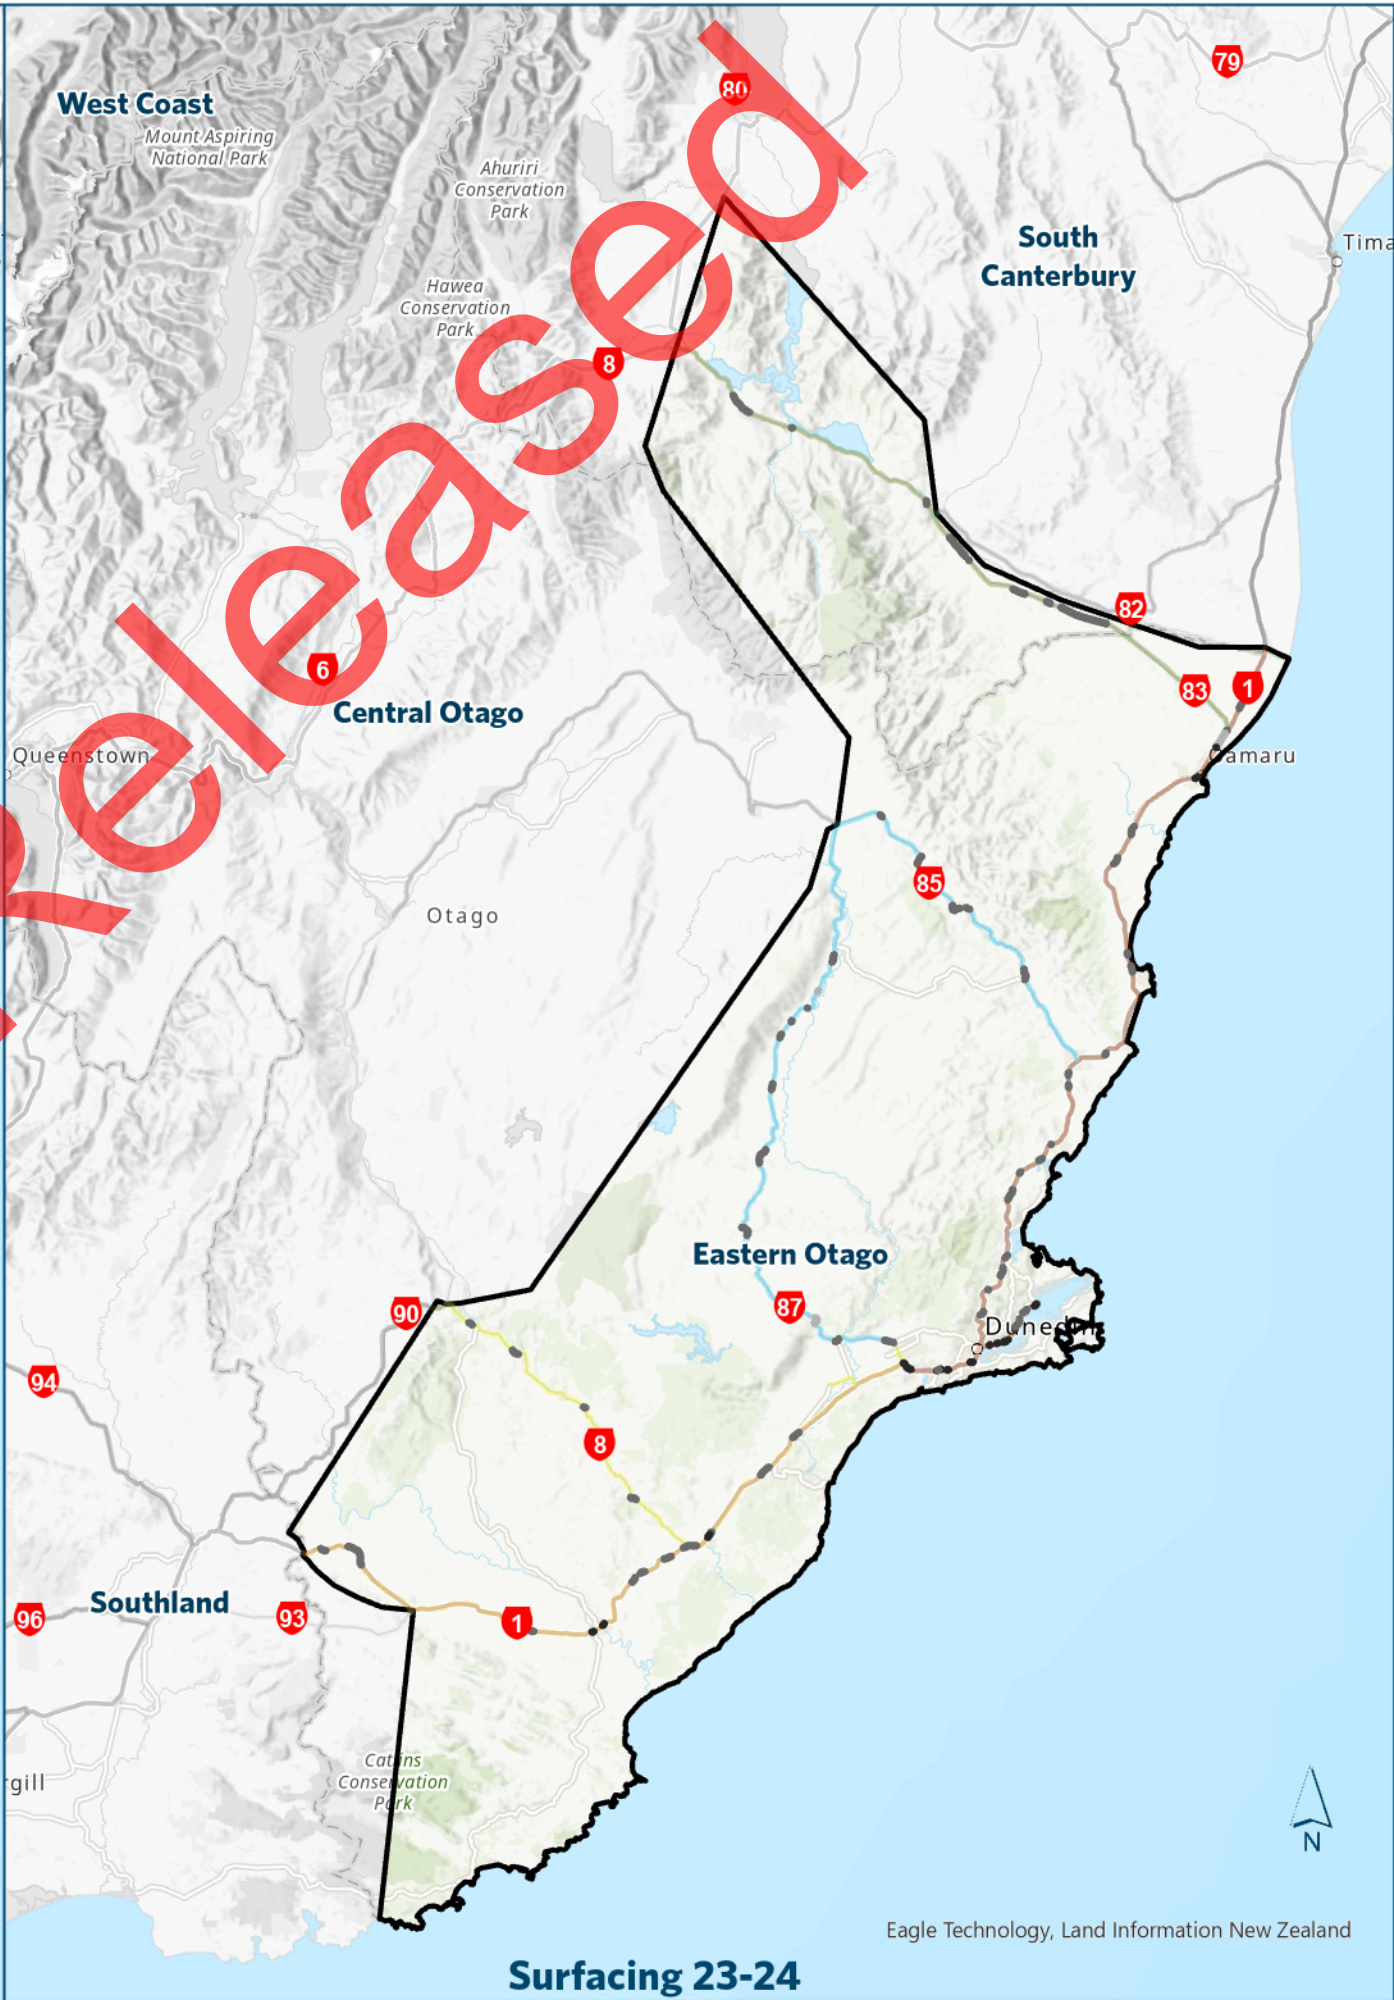 79
80
West Coast
Mount Aspiring
National Park
Ahuriri
Conservation
Park
South
Canterbury
Tima
Hawea
Conservation
Park
8
Released
82
6
83
1
Central Otago
Queenstown
Oamaru
85
Otago
Eastern Otago
87
90
Dunedin
94
8
Southland
96
93
1
Catlins
Conservation
Park
rgill
N
Eagle Technology, Land Information New Zealand
Surfacing 23-24